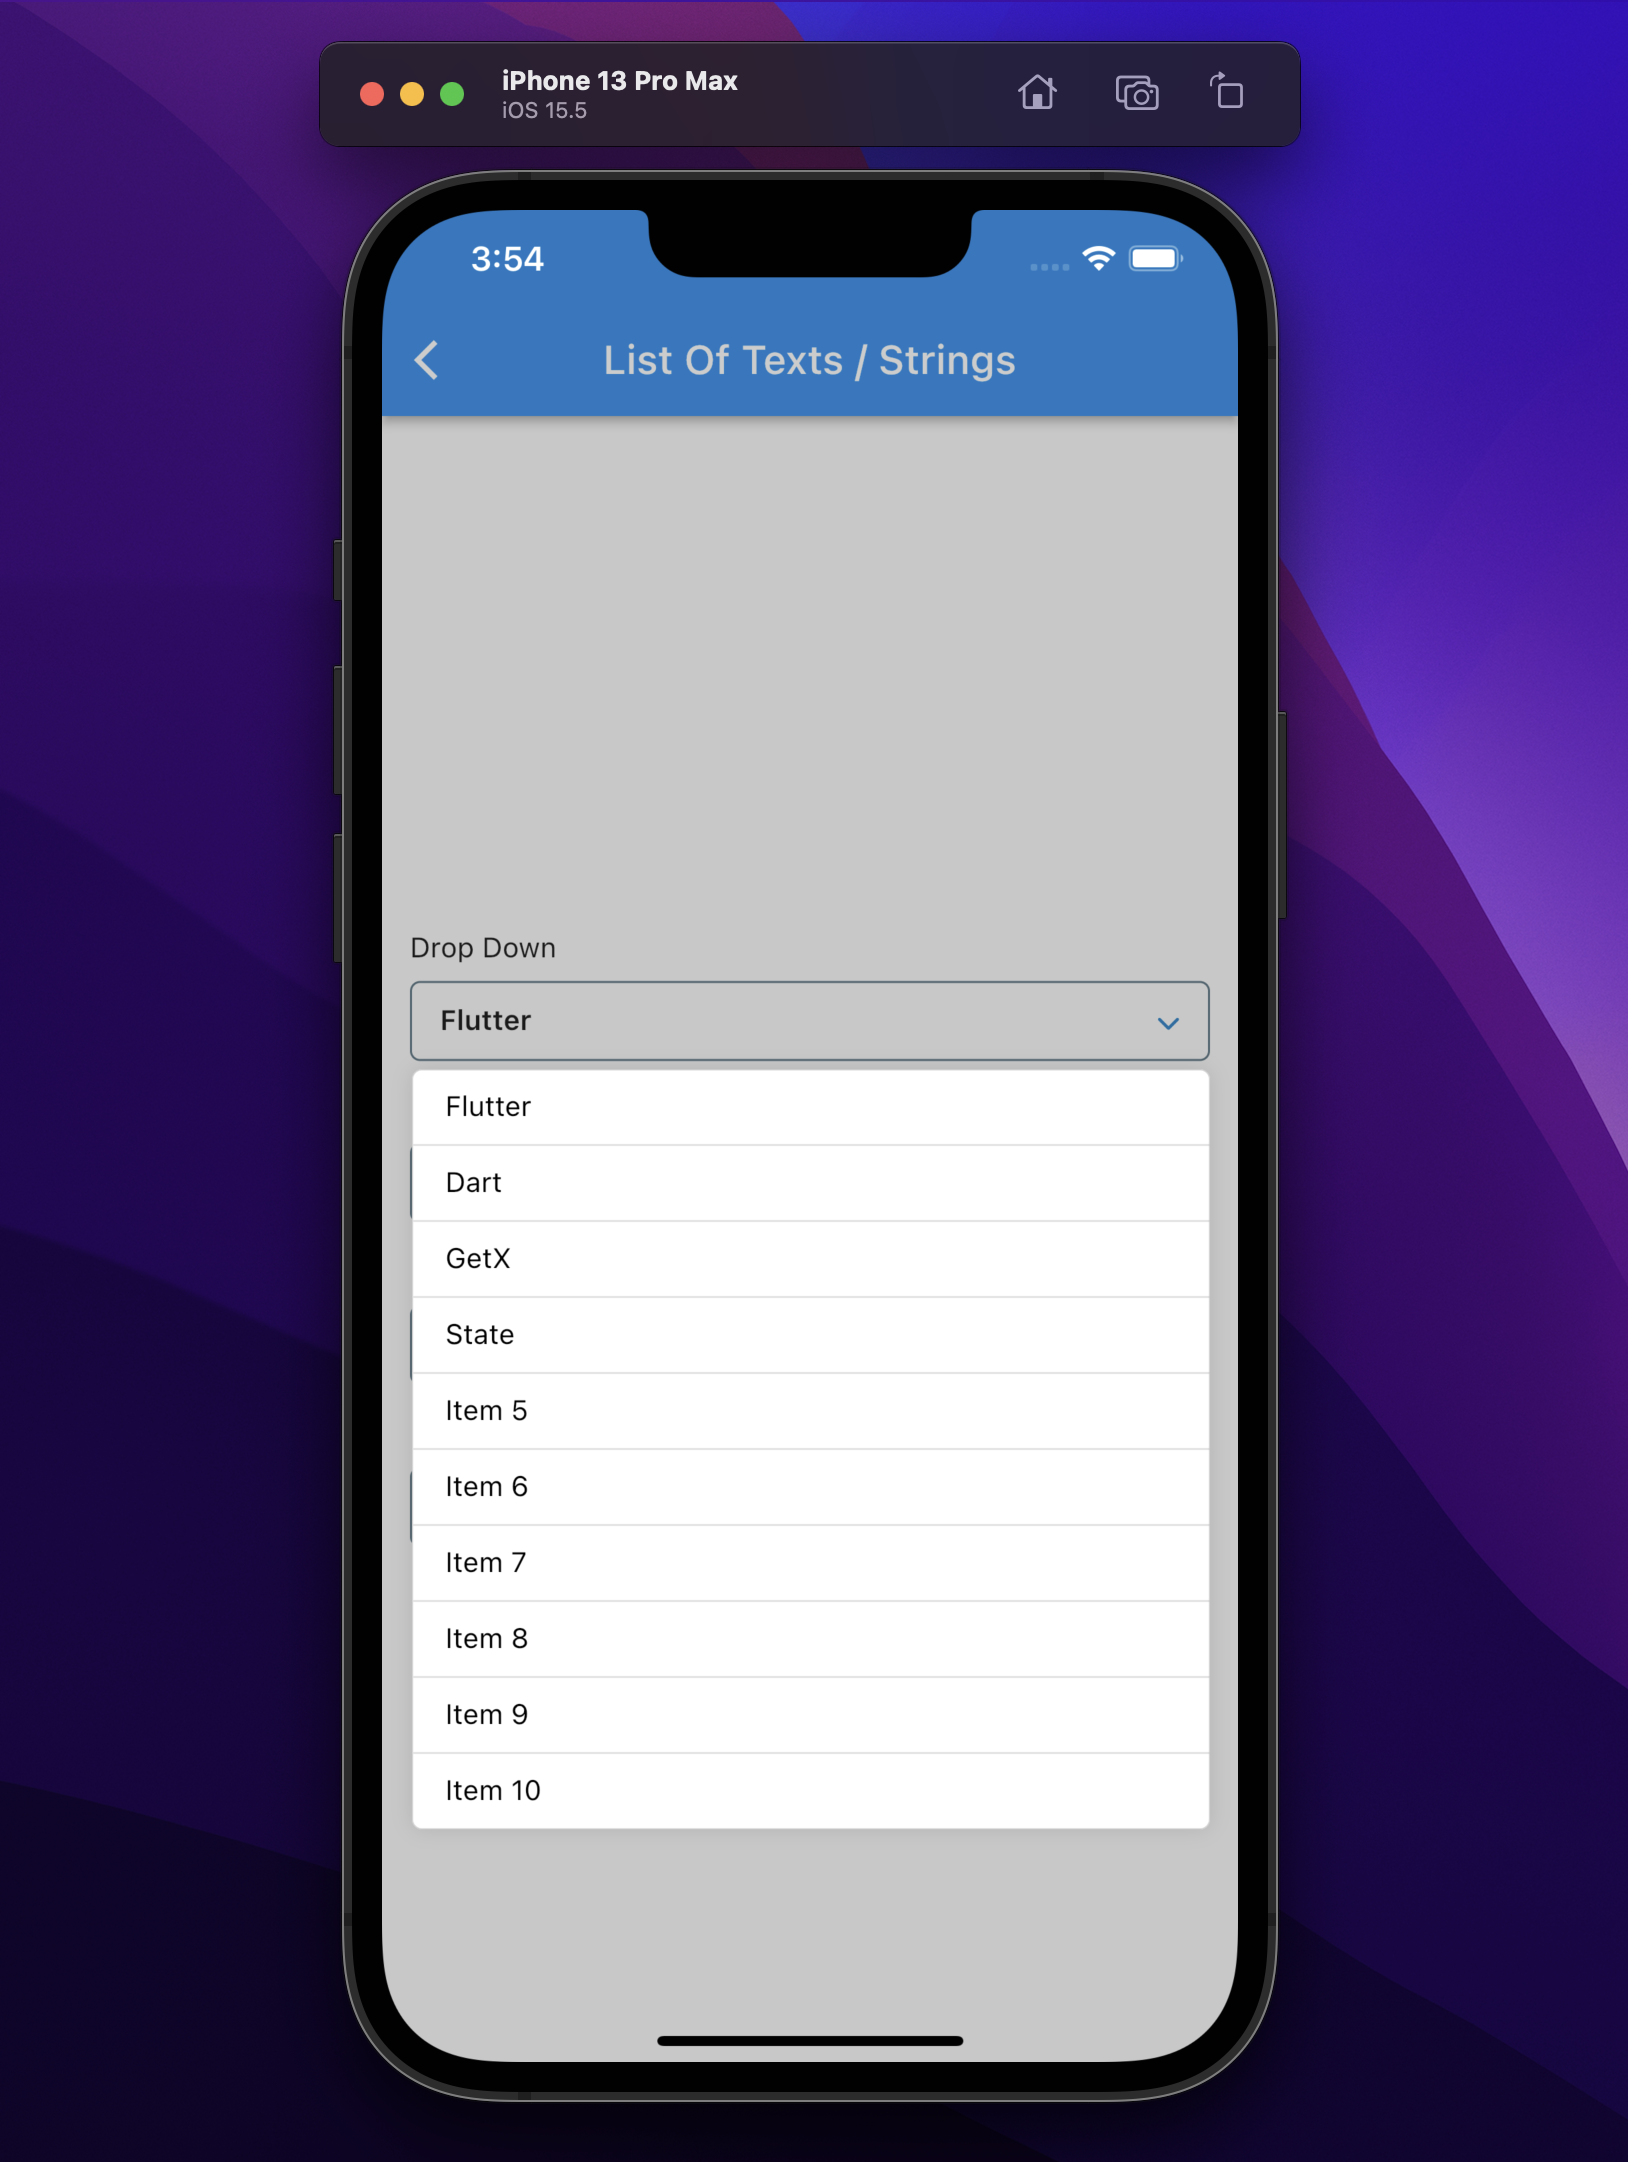 iPhone 13 Pro Max
iOS 15.5
3:54
List Of Texts / Strings
Drop Down
Flutter
Flutter
Dart
GetX
State
Item 5
Item 6
Item 7
Item 8
Item 9
Item 10